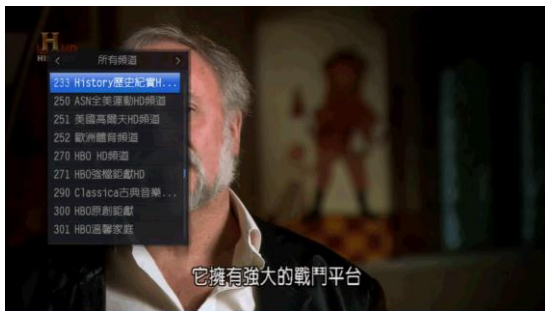 H
HD
< 所有頻道 >
233 History歷史紀實H...
250 ASN全美運動HD頻道
251 美國高爾夫HD頻道
252 歐洲體育頻道
270 HBO HD頻道
271 HBO強檔鉅獻HD
290 Classica古典音樂...
300 HBO原創鉅獻
301 HBO溫馨家庭
它擁有強大的戰鬥平台